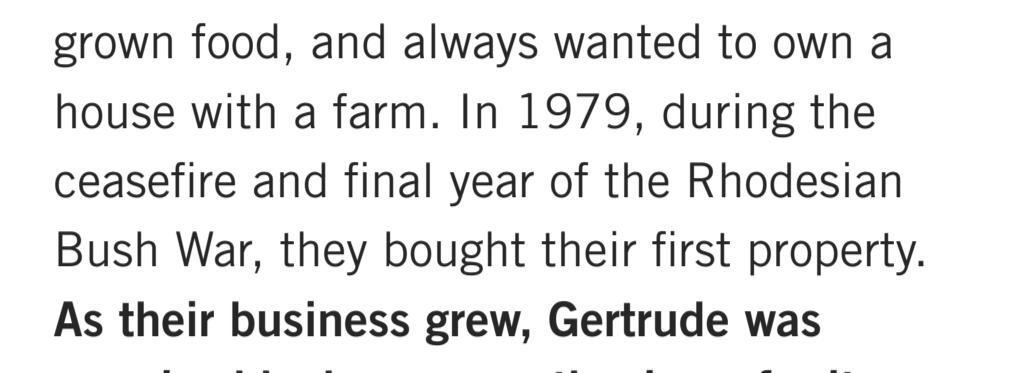 grown food, and always wanted to own a
house with a farm. In 1979, during the
ceasefire and final year of the Rhodesian
Bush War, they bought their first property.
As their business grew, Gertrude was